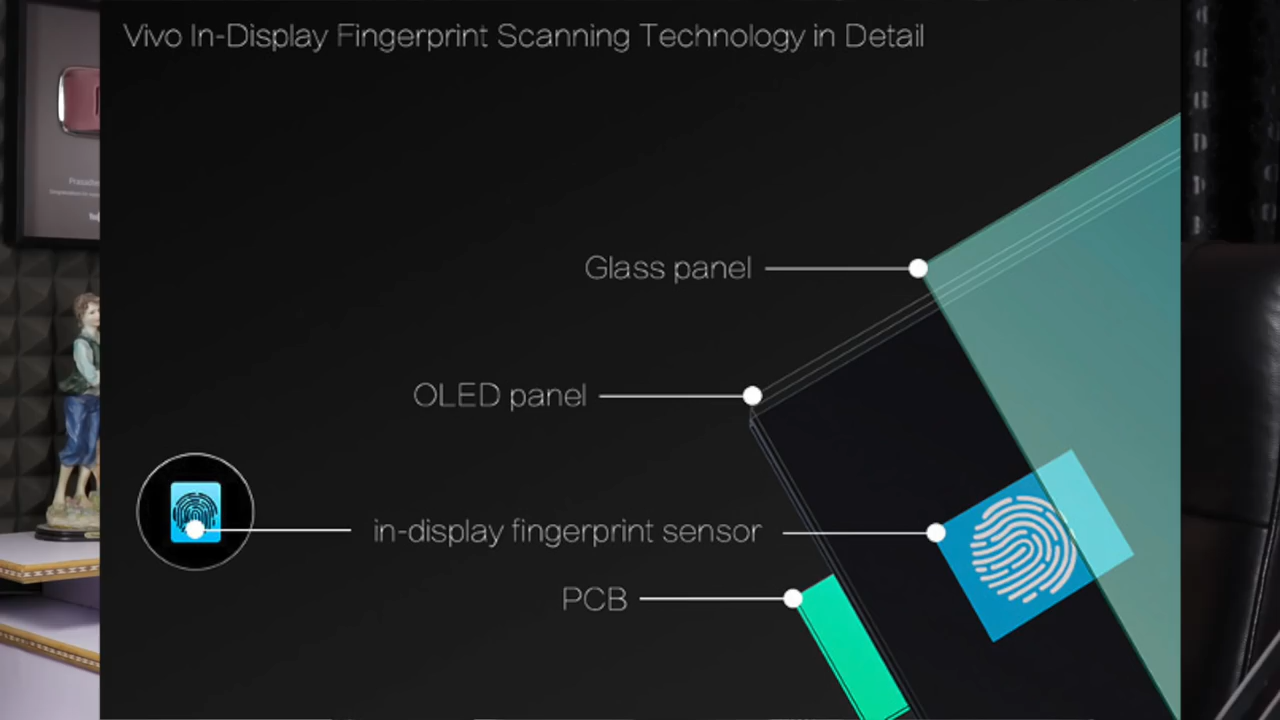 Vivo In-Display Fingerprint Scanning Technology in Detail
Glass panel
OLED panel
in-display fingerprint sensor
PCB